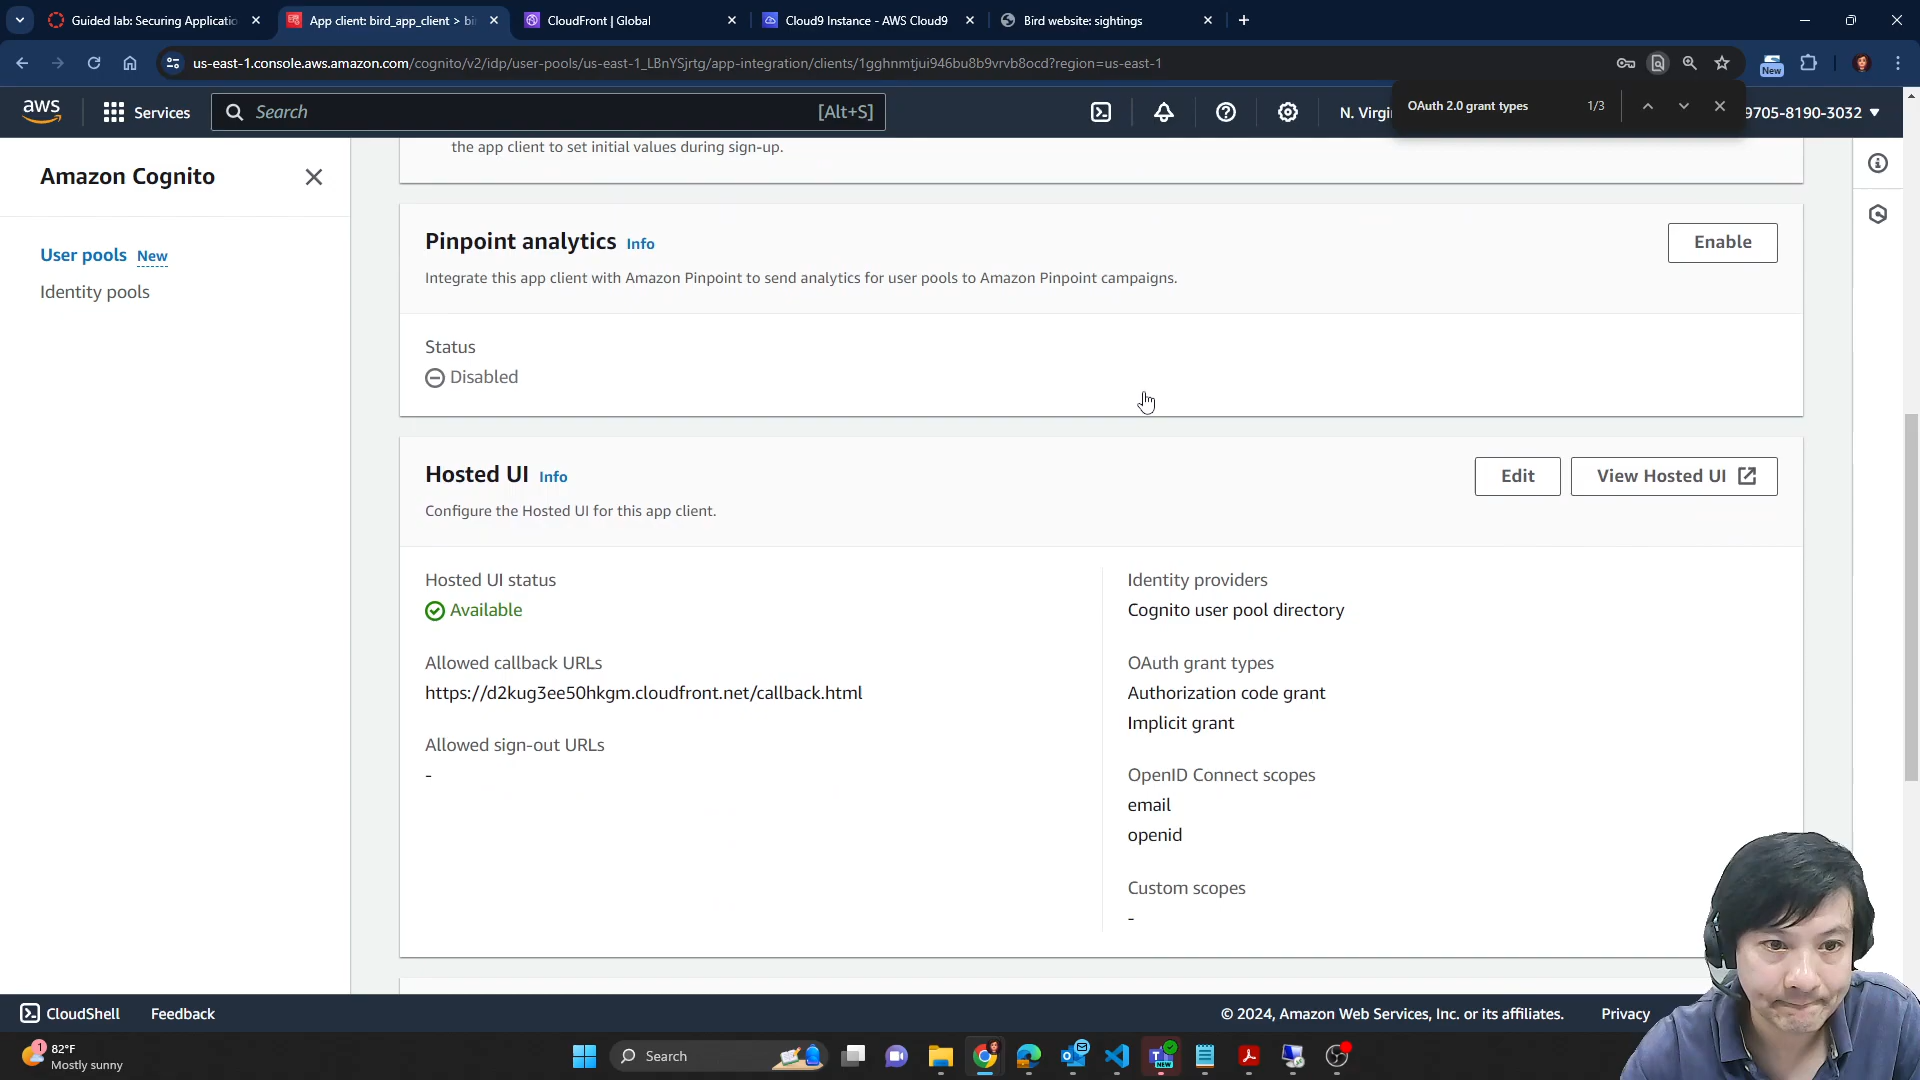 Guided lab: Securing Applicatio
App client: bird_app_client > bi
CloudFront | Global
Cloud9 Instance - AWS Cloud9
Bird website: sightings
us-east-1.console.aws.amazon.com/cognito/v2/idp/user-pools/us-east-1_LBnYSjrtg/app-integration/clients/1gghnmtjui946bu8b9vrvb8ocd?region=us-east-1
New
OAuth 2.0 grant types
1/3
aws
Services
Search
[Alt+S]
N. Virgi
9705-8190-3032
Amazon Cognito
User pools New
Identity pools
the app client to set initial values during sign-up.
Pinpoint analytics Info
Enable
Integrate this app client with Amazon Pinpoint to send analytics for user pools to Amazon Pinpoint campaigns.
Status
Disabled
Hosted UI Info
Edit
View Hosted UI
Configure the Hosted UI for this app client.
Hosted UI status
Available
Allowed callback URLs
https://d2kug3ee50hkgm.cloudfront.net/callback.html
Allowed sign-out URLs
-
Identity providers
Cognito user pool directory
OAuth grant types
Authorization code grant
Implicit grant
OpenID Connect scopes
email
openid
Custom scopes
-
CloudShell
Feedback
© 2024, Amazon Web Services, Inc. or its affiliates.
Privacy
1
82°F
Mostly sunny
Search
NEW